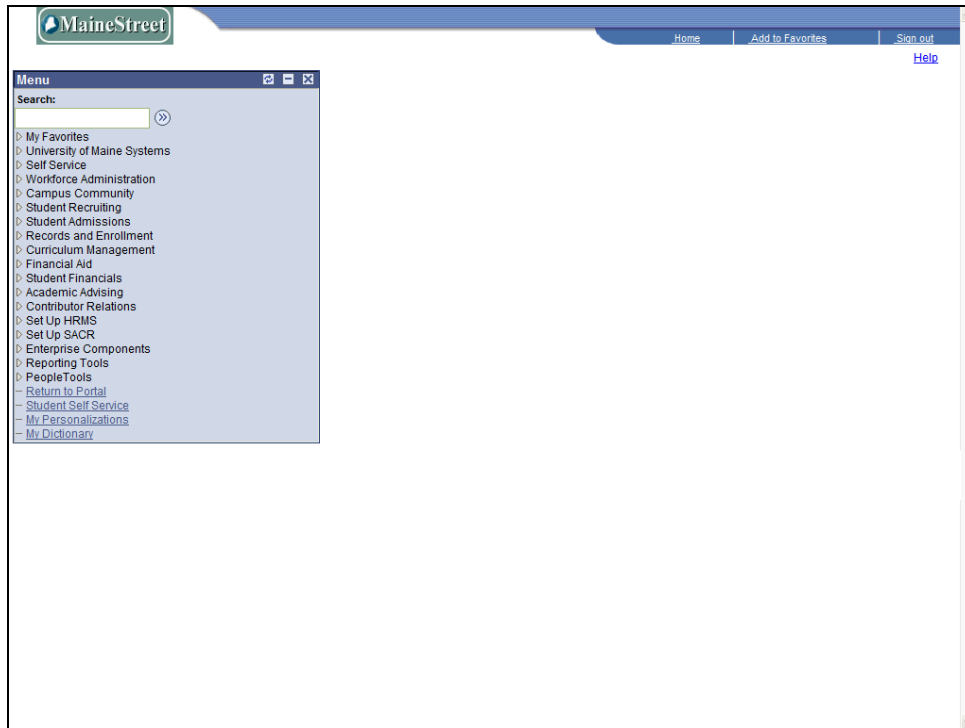 MaineStreet
Home Add to Favorites Sign out
Help
Menu
Search:
My Favorites
University of Maine Systems
Self Service
Workforce Administration
Campus Community
Student Recruiting
Student Admissions
Records and Enrollment
Curriculum Management
Financial Aid
Student Financials
Academic Advising
Contributor Relations
Set Up HRMS
Set Up SACR
Enterprise Components
Reporting Tools
PeopleTools
Return to Portal
Student Self Service
My Personalizations
My Dictionary